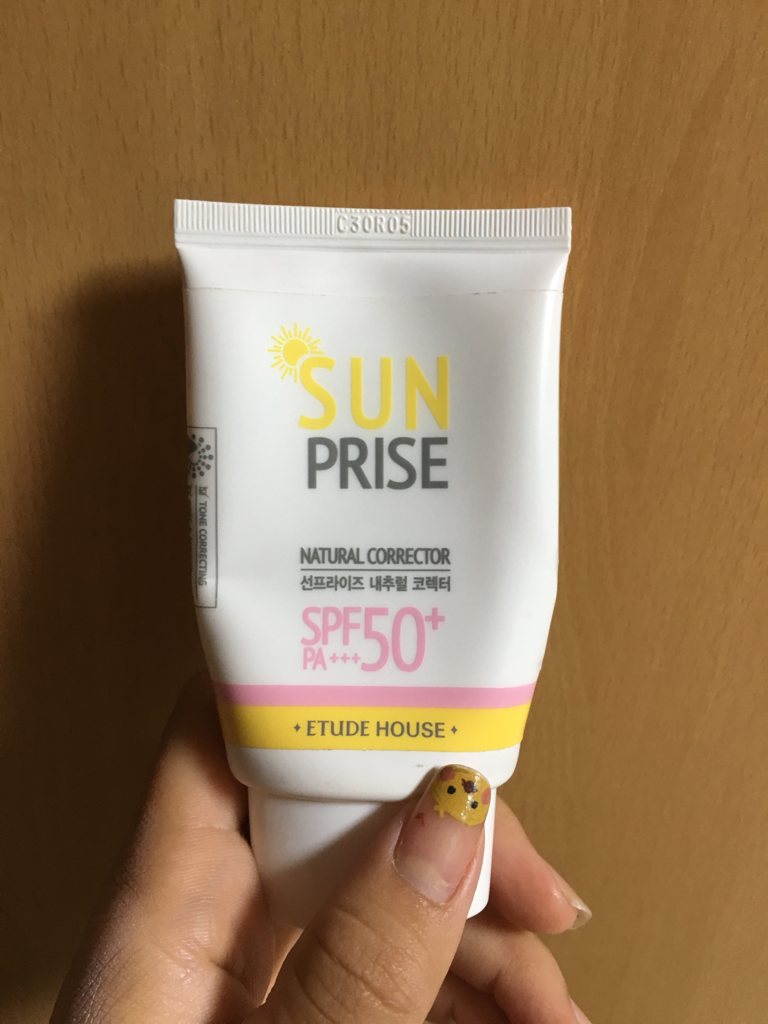 C30R05
SUN
PRISE
NATURAL CORRECTOR
선프라이즈 내추럴 코렉터
SPF50+
PA+++
ETUDE HOUSE
TONE CORRECTING